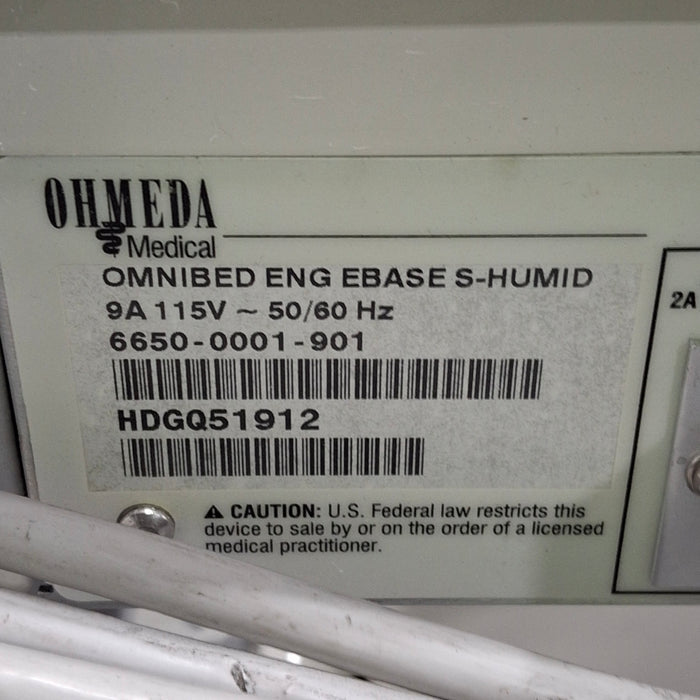 OHMEDA
Medical
OMNIBED ENG EBASE S-HUMID
9A 115V ~ 50/60 Hz
6650-0001-901
HDGQ51912
⚠ CAUTION: U.S. Federal law restricts this
device to sale by or on the order of a licensed
medical practitioner.
2A